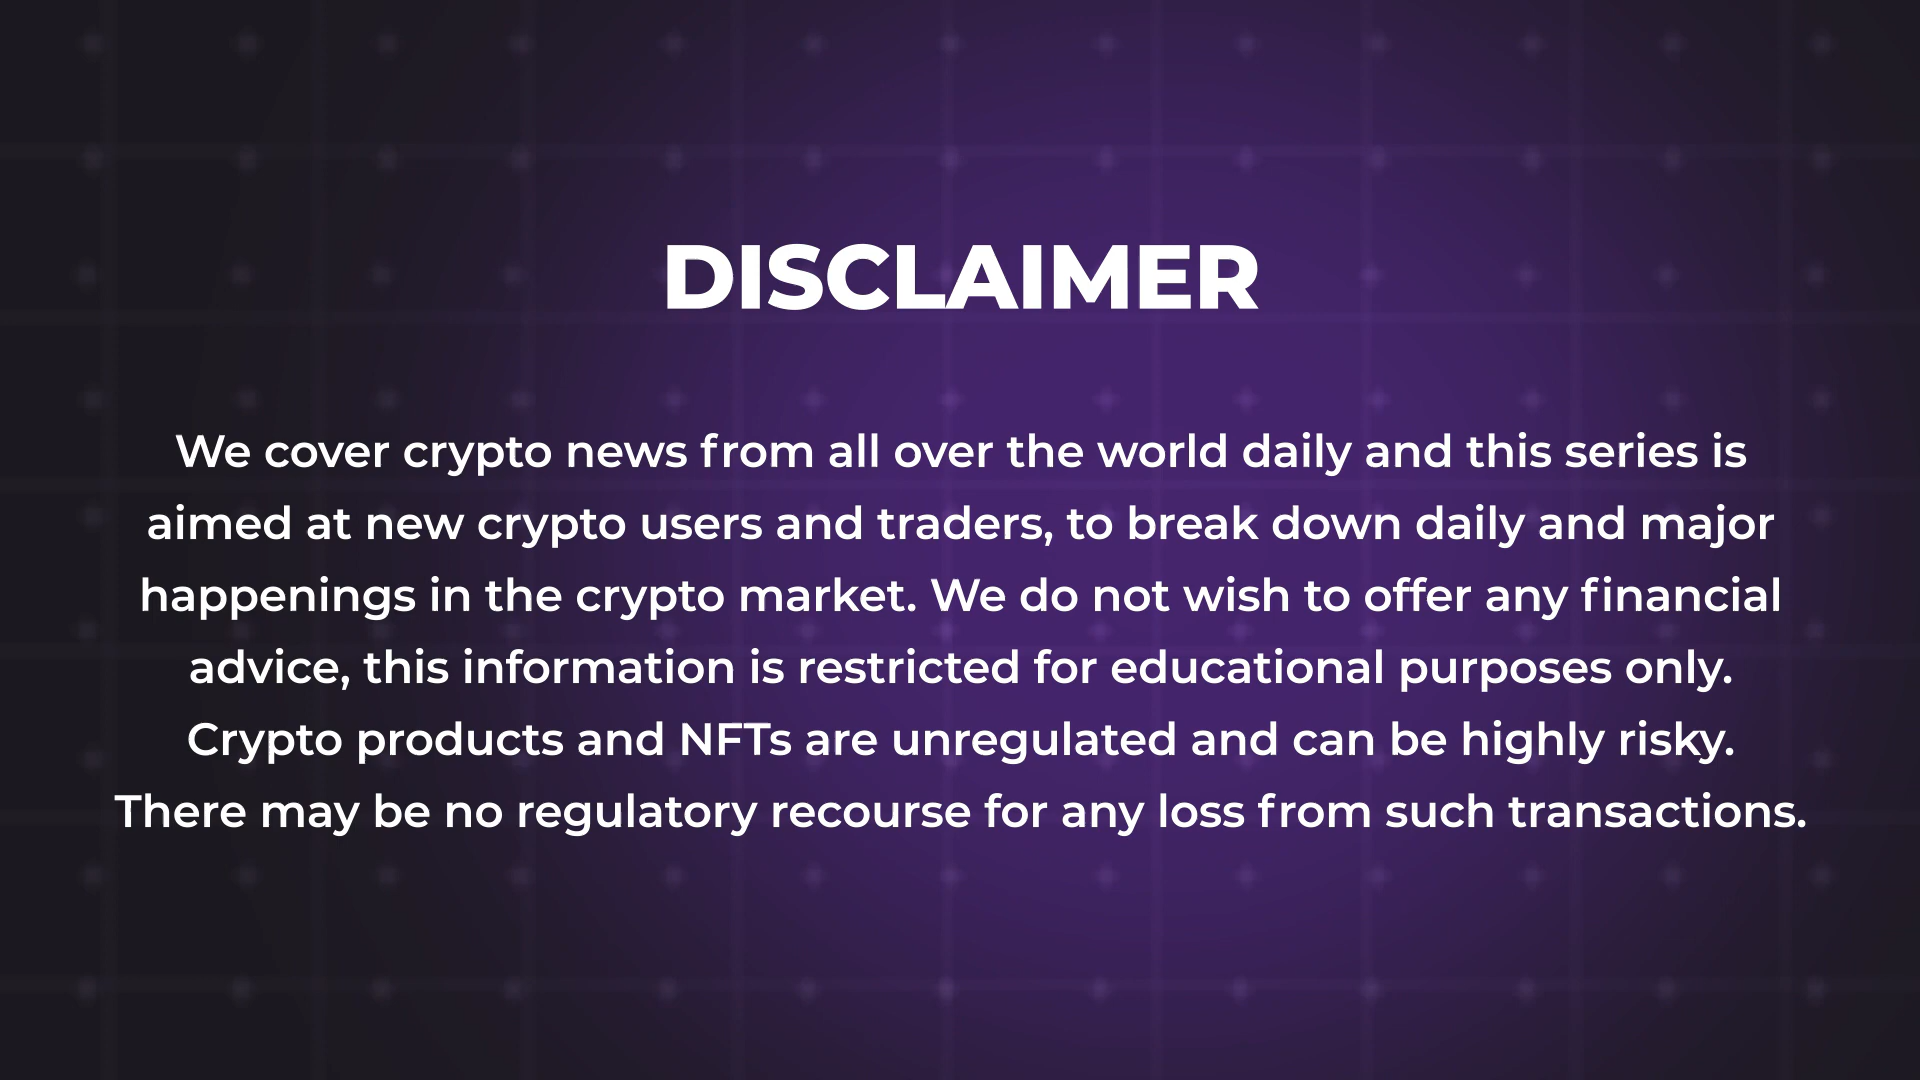 DISCLAIMER
We cover crypto news from all over the world daily and this series is
aimed at new crypto users and traders, to break down daily and major
happenings in the crypto market. We do not wish to offer any financial
advice, this information is restricted for educational purposes only.
Crypto products and NFTs are unregulated and can be highly risky.
There may be no regulatory recourse for any loss from such transactions.